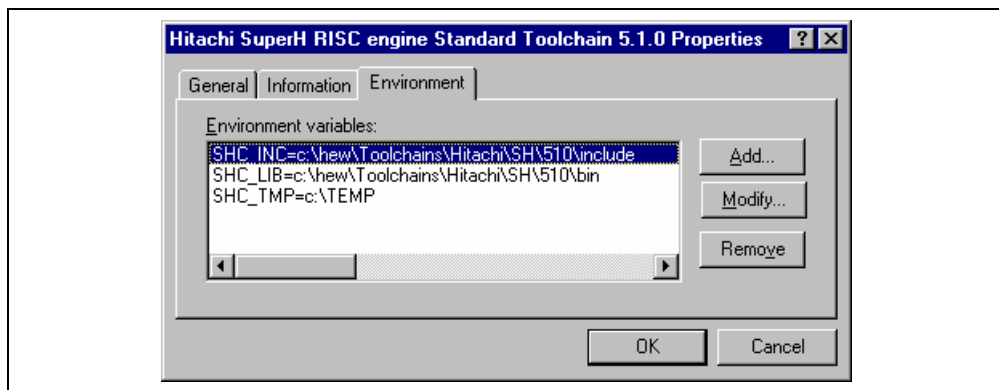 Hitachi SuperH RISC engine Standard Toolchain 5.1.0 Properties
General Information Environment
Environment variables:
SHC_INC=c:\hew\Toolchains\Hitachi\SH\510\include
SHC_LIB=c:\hew\Toolchains\Hitachi\SH\510\bin
SHC_TMP=c:\TEMP
Add...
Modify...
Remove
OK Cancel